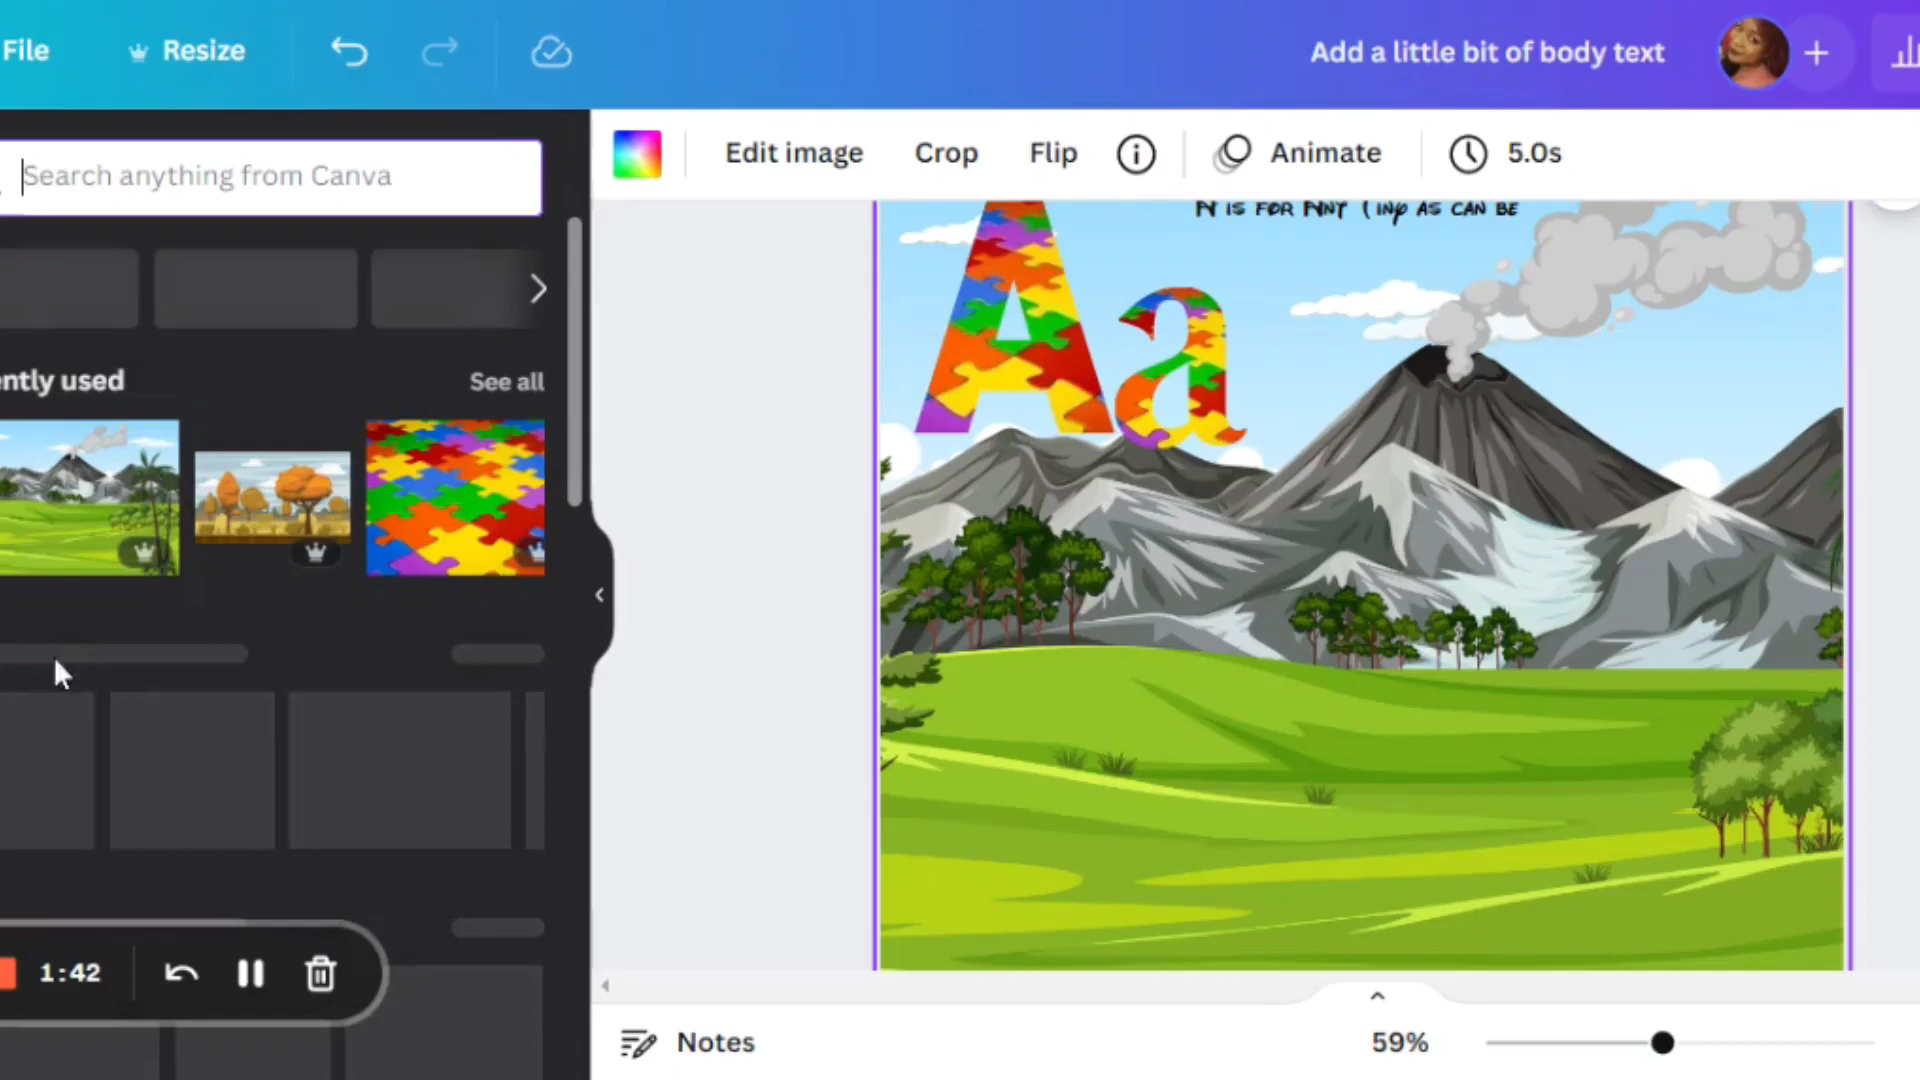 File
Resize
Add a little bit of body text
Search anything from Canva
Edit image
Crop
Flip
Animate
5.0s
ently used
See all
IS FOR
AS CAN BE
Aa
1:42
Notes
59%